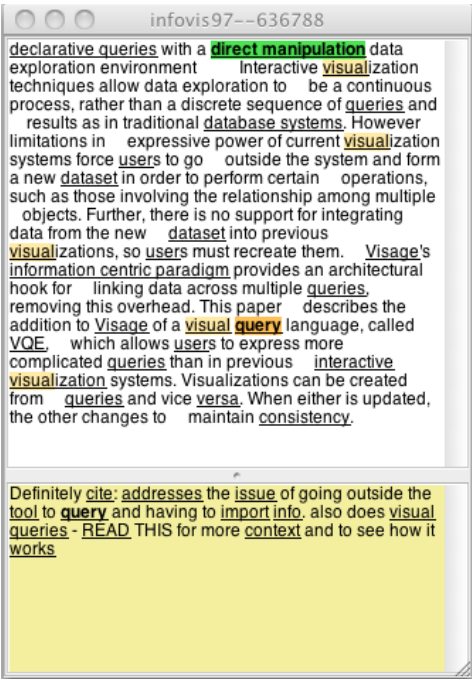 infovis97--636788
declarative queries with a direct manipulation data
exploration environment Interactive visualization
techniques allow data exploration to be a continuous
process, rather than a discrete sequence of queries and
results as in traditional database systems. However
limitations in expressive power of current visualization
systems force users to go outside the system and form
a new dataset in order to perform certain operations,
such as those involving the relationship among multiple
objects. Further, there is no support for integrating
data from the new dataset into previous
visualizations, so users must recreate them. Visage's
information centric paradigm provides an architectural
hook for linking data across multiple queries,
removing this overhead. This paper describes the
addition to Visage of a visual query language, called
VQE, which allows users to express more
complicated queries than in previous interactive
visualization systems. Visualizations can be created
from queries and vice versa. When either is updated,
the other changes to maintain consistency.
Definitely cite: addresses the issue of going outside the
tool to query and having to import info. also does visual
queries - READ THIS for more context and to see how it
works